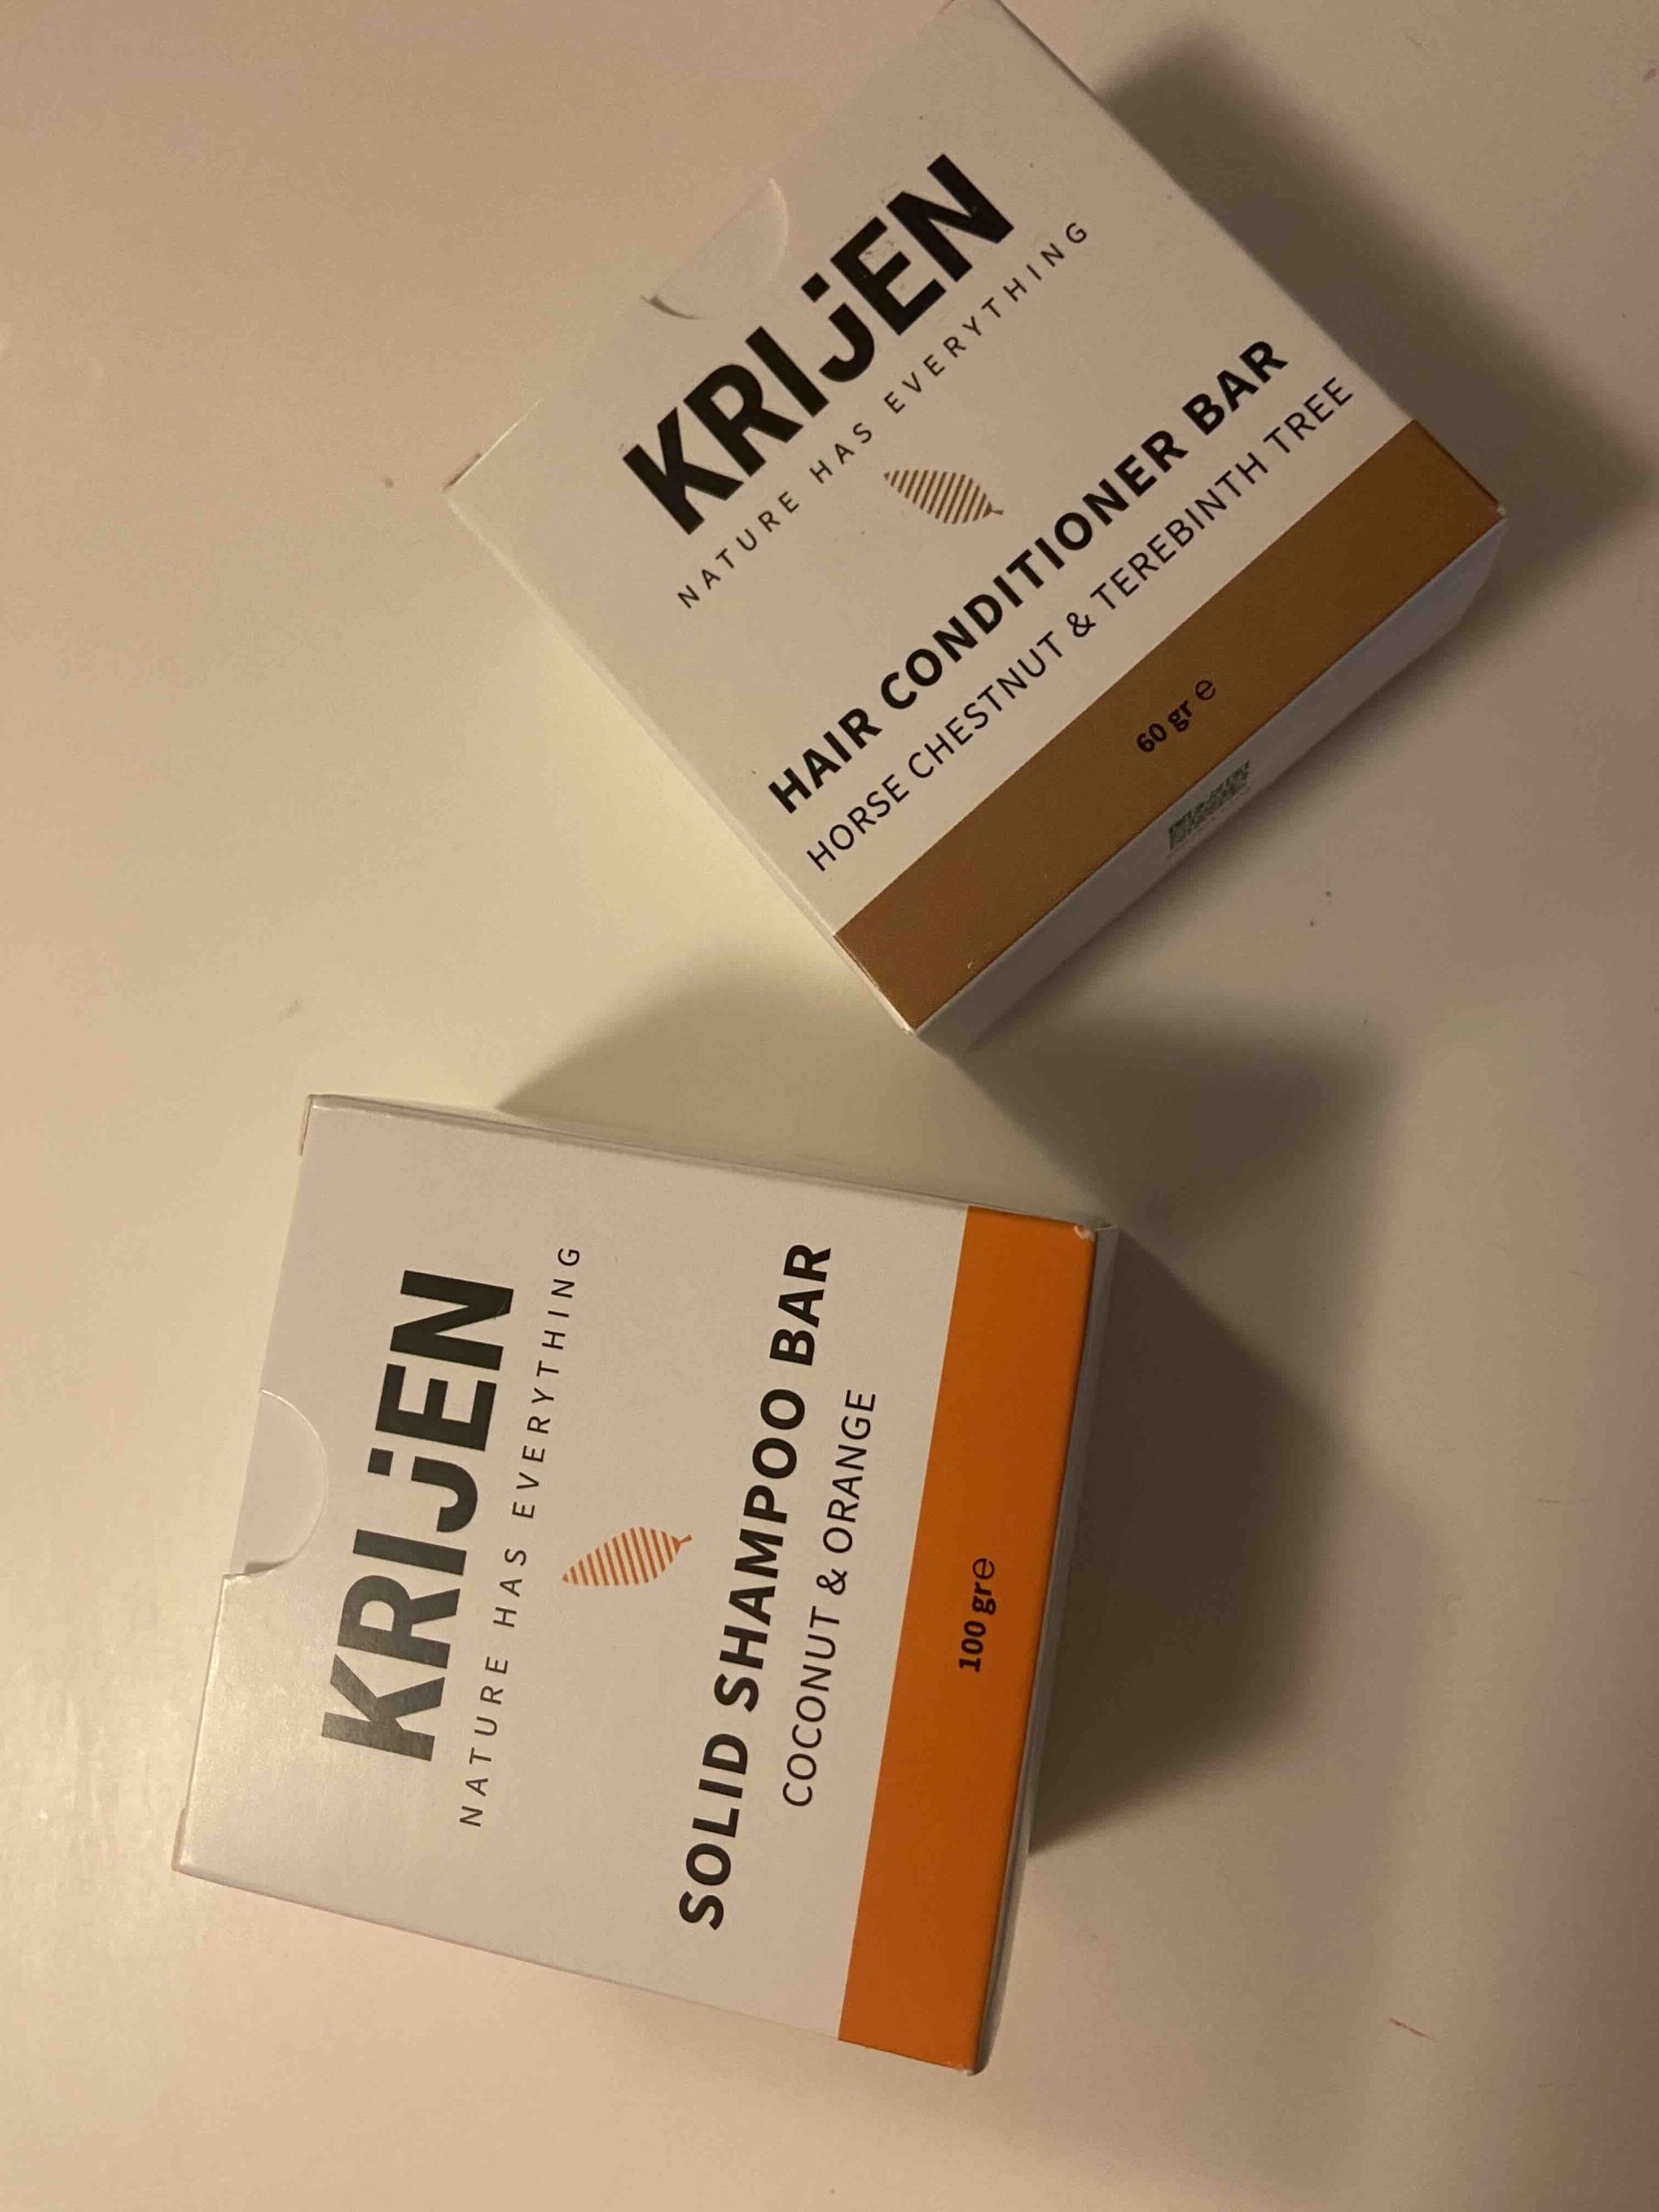 KRIJEN
NATURE HAS EVERYTHING
HAIR CONDITIONER BAR
HORSE CHESTNUT & TEREBINTH TREE
60 gr ℮
KRIJEN
NATURE HAS EVERYTHING
SOLID SHAMPOO BAR
COCONUT & ORANGE
100 gr℮